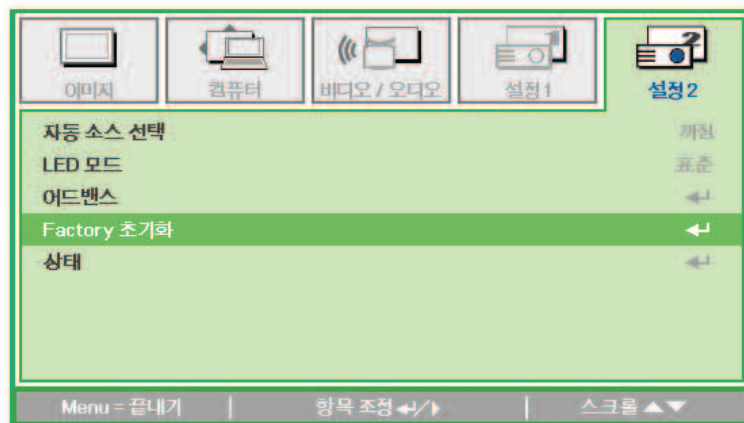 이미지
컴퓨터
비디오 / 오디오
설정 1
설정 2
자동 소스 선택 꺼짐
LED 모드 표준
어드밴스
Factory 초기화
상태
Menu = 끝내기 | 항목 조정 ↵/▶ | 스크롤 ▲▼